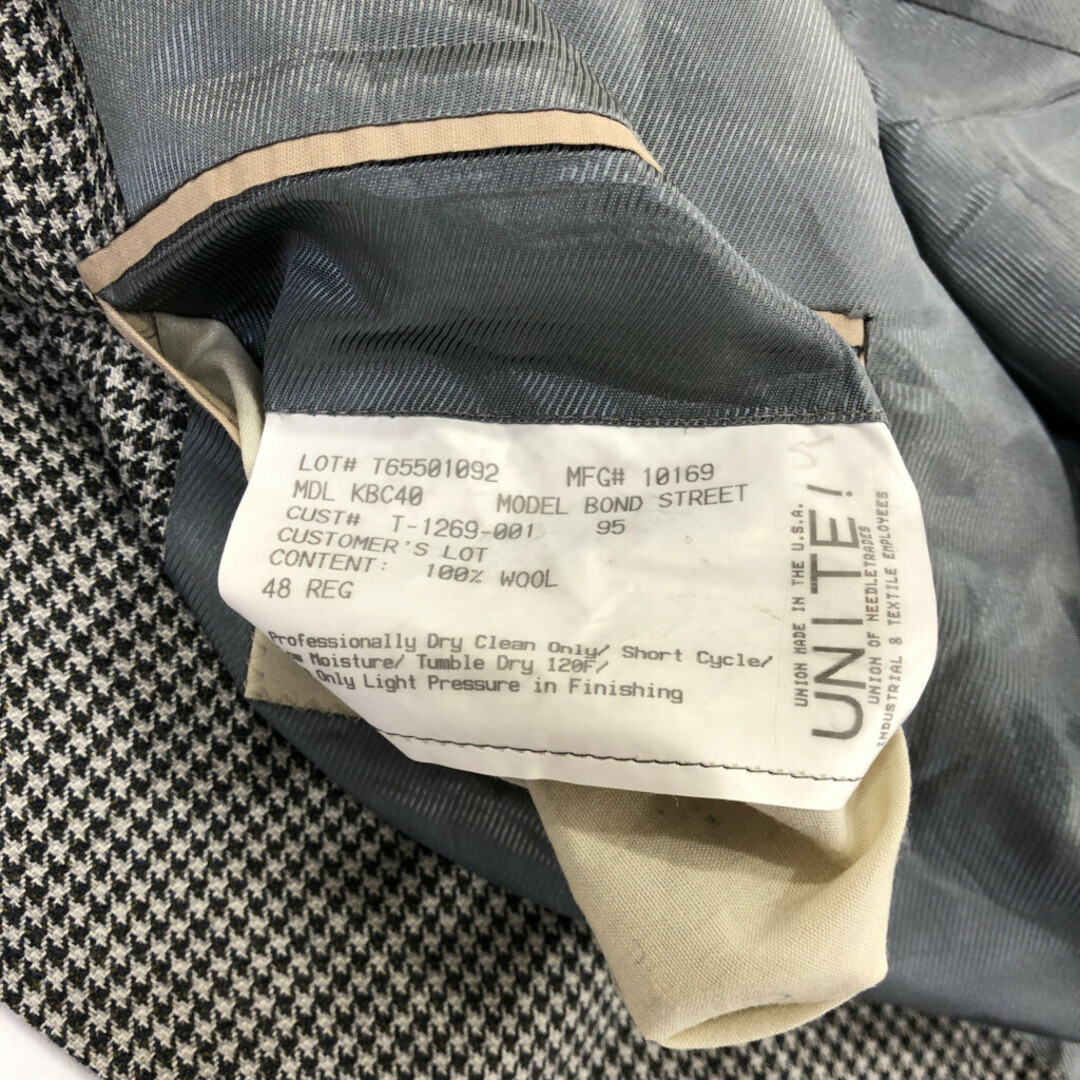 LOT# T65501092 MFG# 10169
MDL KBC40 MODEL BOND STREET
CUST# T-1269-001 95
CUSTOMER'S LOT
CONTENT: 100% WOOL
48 REG
Professionally Dry Clean Only/ Short Cycle/
Moisture/ Tumble Dry 120F/
Only Light Pressure in Finishing
UNION MADE IN THE U.S.A.
UNITE!
UNION OF NEEDLETRADES
INDUSTRIAL & TEXTILE EMPLOYEES